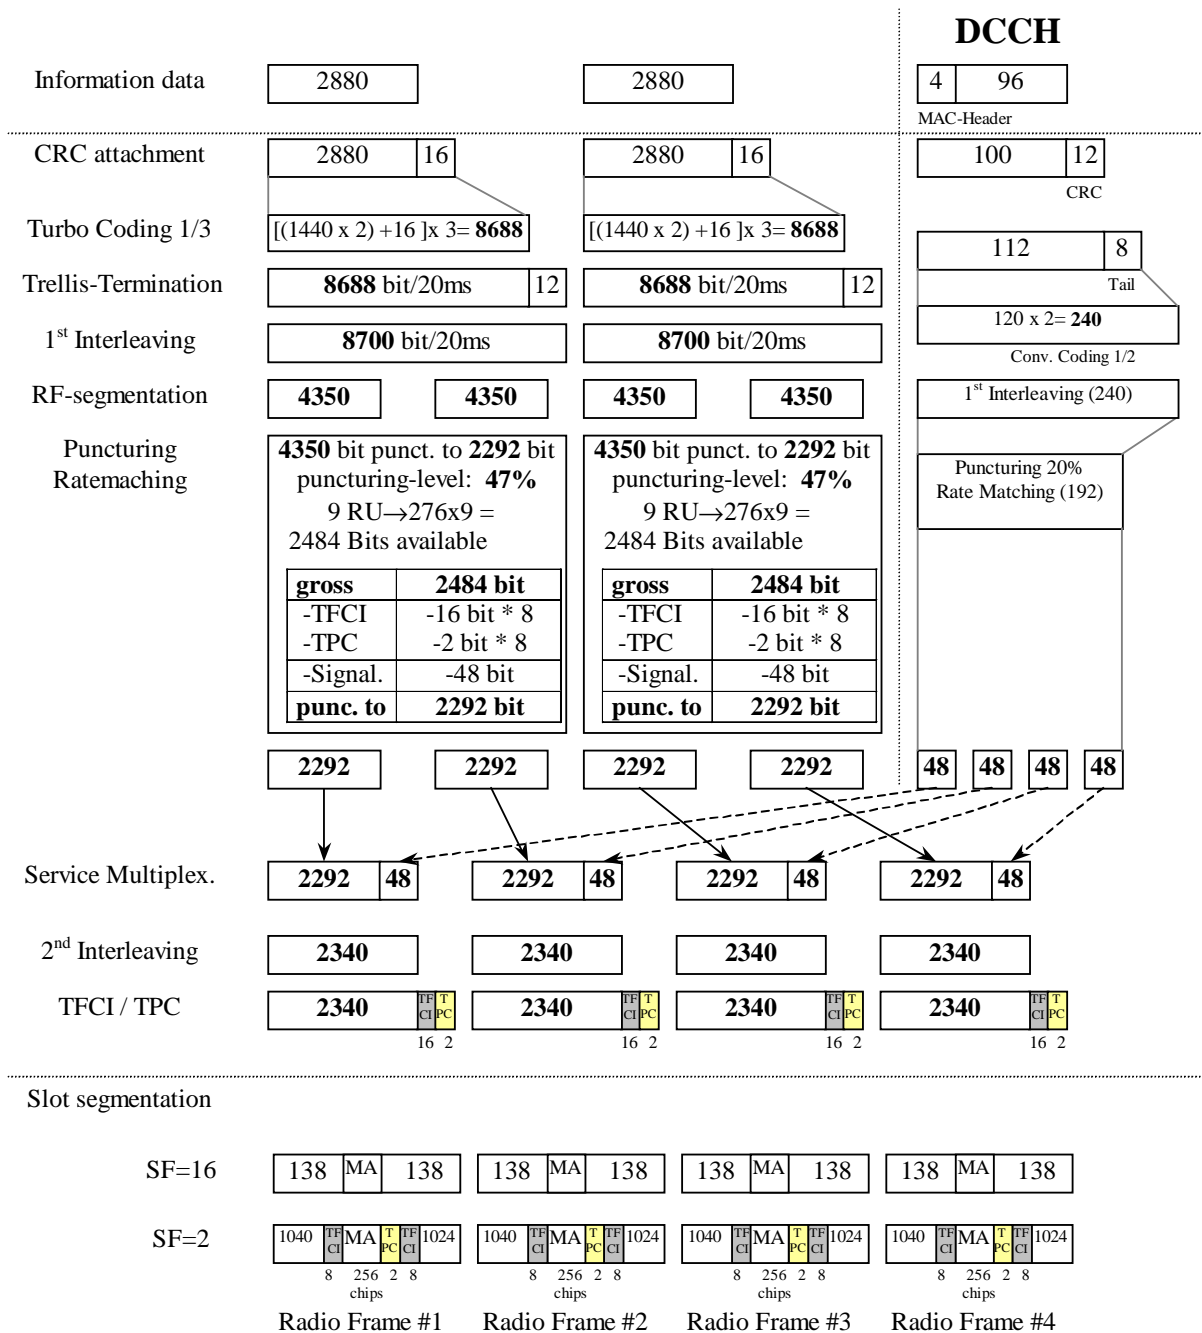 DCCH
Information data 2880 2880 4 96
MAC-Header
CRC attachment 2880 16 2880 16 100 12
CRC
Turbo Coding 1/3 [(1440 x 2) +16 ]x 3= 8688 [(1440 x 2) +16 ]x 3= 8688
112 8
Tail
Trellis-Termination 8688 bit/20ms 12 8688 bit/20ms 12
120 x 2= 240
Conv. Coding 1/2
1st Interleaving 8700 bit/20ms 8700 bit/20ms
RF-segmentation 4350 4350 4350 4350 1st Interleaving (240)
Puncturing
Ratemaching
4350 bit punct. to 2292 bit
puncturing-level: 47%
9 RU→276x9 =
2484 Bits available
gross 2484 bit
-TFCI -16 bit * 8
-TPC -2 bit * 8
-Signal. -48 bit
punc. to 2292 bit
4350 bit punct. to 2292 bit
puncturing-level: 47%
9 RU→276x9 =
2484 Bits available
gross 2484 bit
-TFCI -16 bit * 8
-TPC -2 bit * 8
-Signal. -48 bit
punc. to 2292 bit
Puncturing 20%
Rate Matching (192)
2292 2292 2292 2292 48 48 48 48
Service Multiplex. 2292 48 2292 48 2292 48 2292 48
2nd Interleaving 2340 2340 2340 2340
TFCI / TPC 2340 TF CI T PC 2340 TF CI T PC 2340 TF CI T PC 2340 TF CI T PC
16 2 16 2 16 2 16 2
Slot segmentation
SF=16 138 MA 138 138 MA 138 138 MA 138 138 MA 138
SF=2 1040 TF CI MA T PC TF CI 1024 1040 TF CI MA T PC TF CI 1024 1040 TF CI MA T PC TF CI 1024 1040 TF CI MA T PC TF CI 1024
8 256 2 8 8 256 2 8 8 256 2 8 8 256 2 8
chips chips chips chips
Radio Frame #1 Radio Frame #2 Radio Frame #3 Radio Frame #4